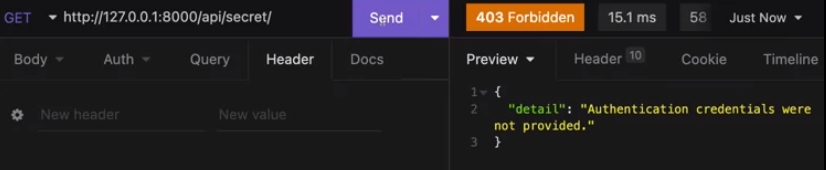 GET http://127.0.0.1:8000/api/secret/ Send 403 Forbidden 15.1 ms 58 Just Now
Body Auth Query Header Docs Preview Header 10 Cookie Timeline
New header New value
1 {
2 "detail": "Authentication credentials were
not provided."
3 }